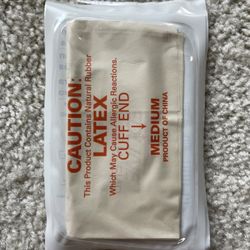 CAUTION:
This Product Contains Natural Rubber
LATEX
Which May Cause Allergic Reactions.
CUFF END
MEDIUM
PRODUCT OF CHINA